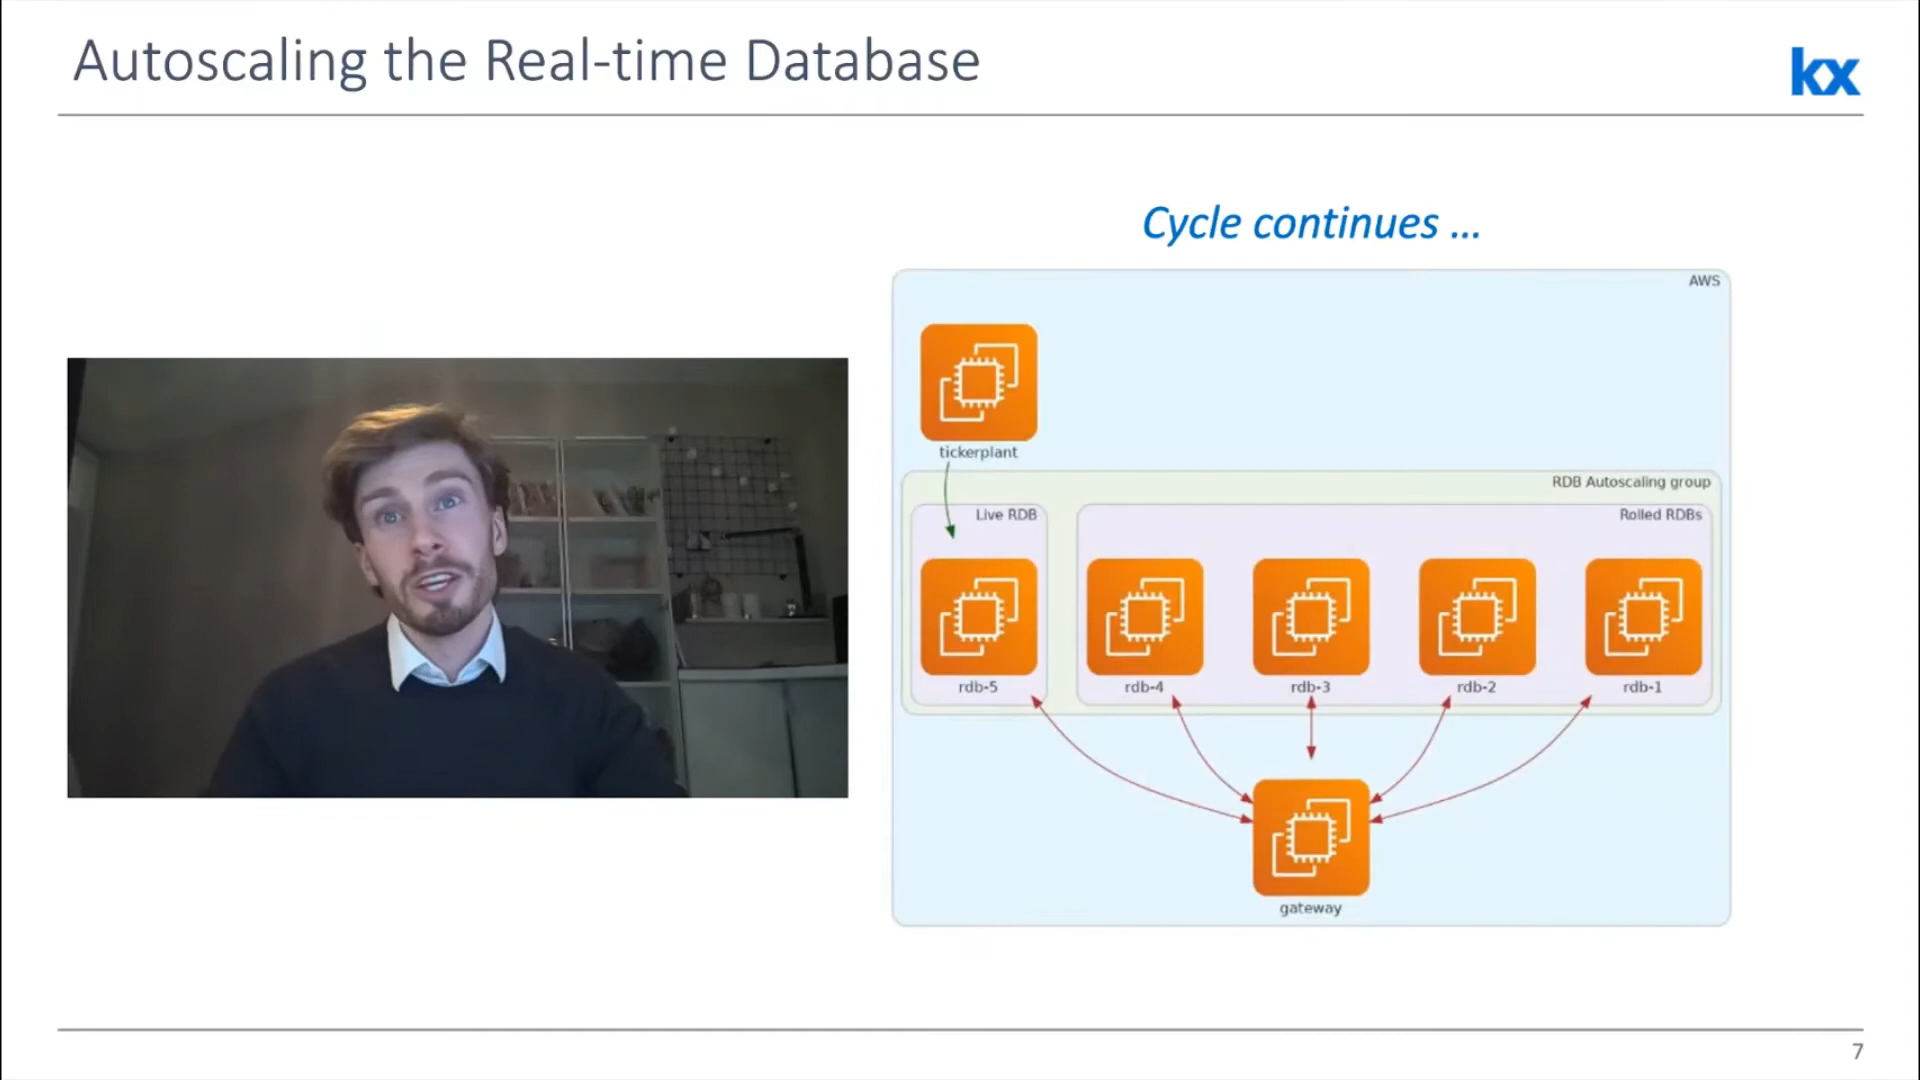 Autoscaling the Real-time Database
kx
Cycle continues ...
AWS
tickerplant
RDB Autoscaling group
Live RDB
Rolled RDBs
rdb-5
rdb-4
rdb-3
rdb-2
rdb-1
gateway
7